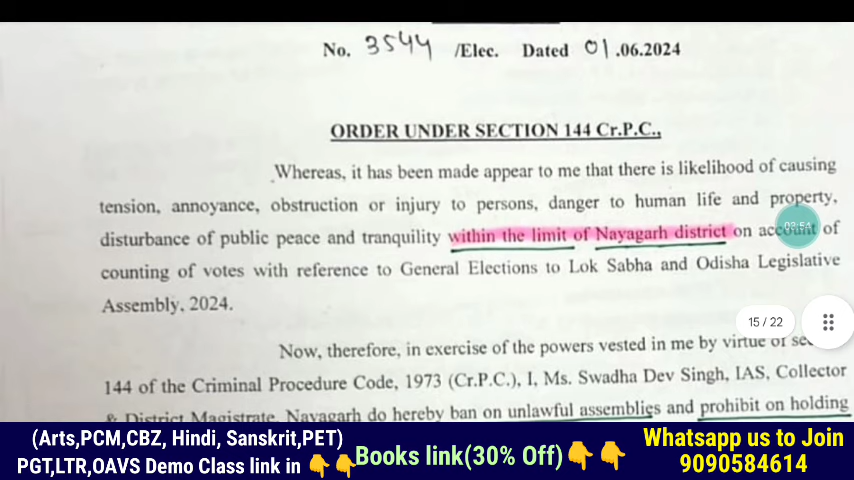 No. 3544 /Elec. Dated 01.06.2024
ORDER UNDER SECTION 144 Cr.P.C.,
Whereas, it has been made appear to me that there is likelihood of causing
tension, annoyance, obstruction or injury to persons, danger to human life and property,
disturbance of public peace and tranquility within the limit of Nayagarh district on account of
counting of votes with reference to General Elections to Lok Sabha and Odisha Legislative
Assembly, 2024.
15 / 22
Now, therefore, in exercise of the powers vested in me by virtue of
144 of the Criminal Procedure Code, 1973 (Cr.P.C.), I, Ms. Swadha Dev Singh, IAS, Collector
& District Magistrate, Nayagarh do hereby ban on unlawful assemblies and prohibit on holding
(Arts,PCM,CBZ, Hindi, Sanskrit,PET)
PGT,LTR,OAVS Demo Class link in 👇👇
Books link(30% Off)👇👇
Whatsapp us to Join
9090584614